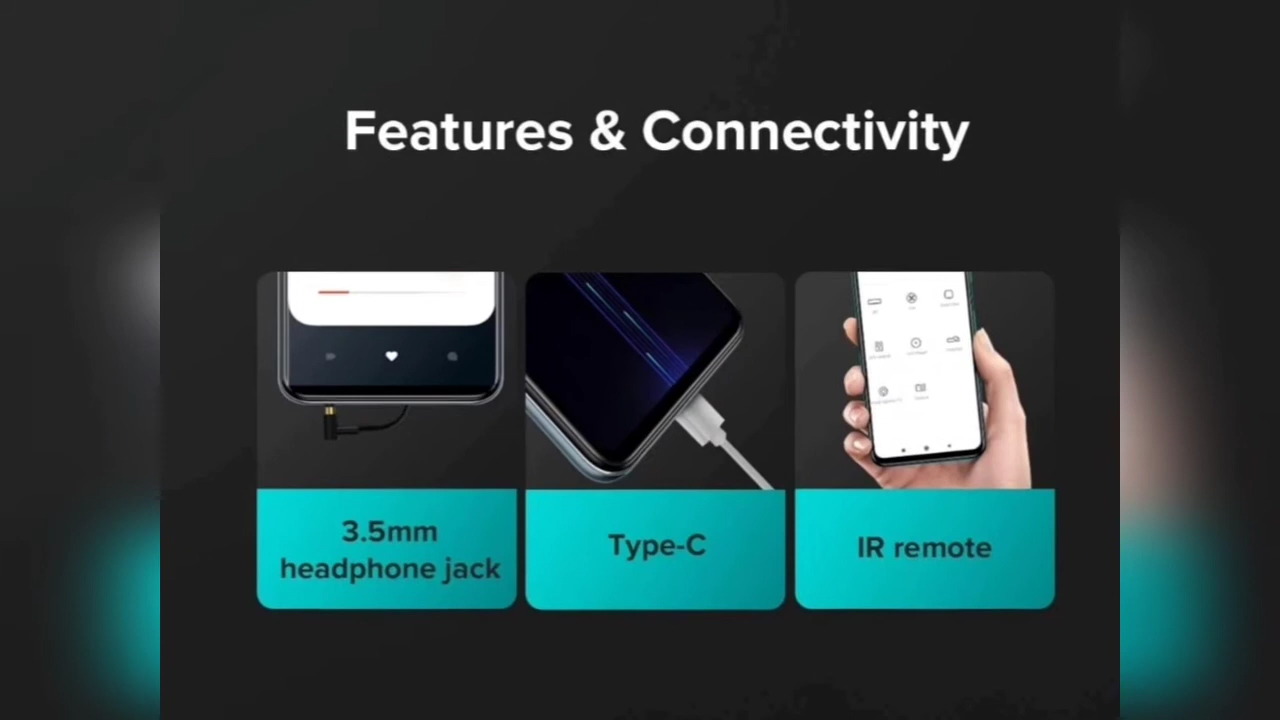 Features & Connectivity
3.5mm
headphone jack
Type-C
IR remote